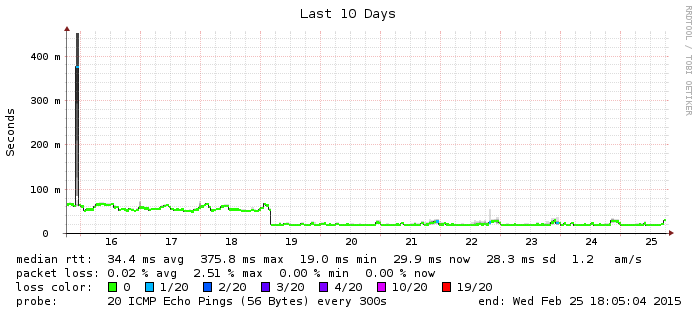 Last 10 Days
RRDTOOL / TOBI OETIKER
Seconds
400 m
300 m
200 m
100 m
0
16 17 18 19 20 21 22 23 24 25
median rtt: 34.4 ms avg 375.8 ms max 19.0 ms min 29.9 ms now 28.3 ms sd 1.2 am/s
packet loss: 0.02 % avg 2.51 % max 0.00 % min 0.00 % now
loss color: 0 1/20 2/20 3/20 4/20 10/20 19/20
probe: 20 ICMP Echo Pings (56 Bytes) every 300s end: Wed Feb 25 18:05:04 2015